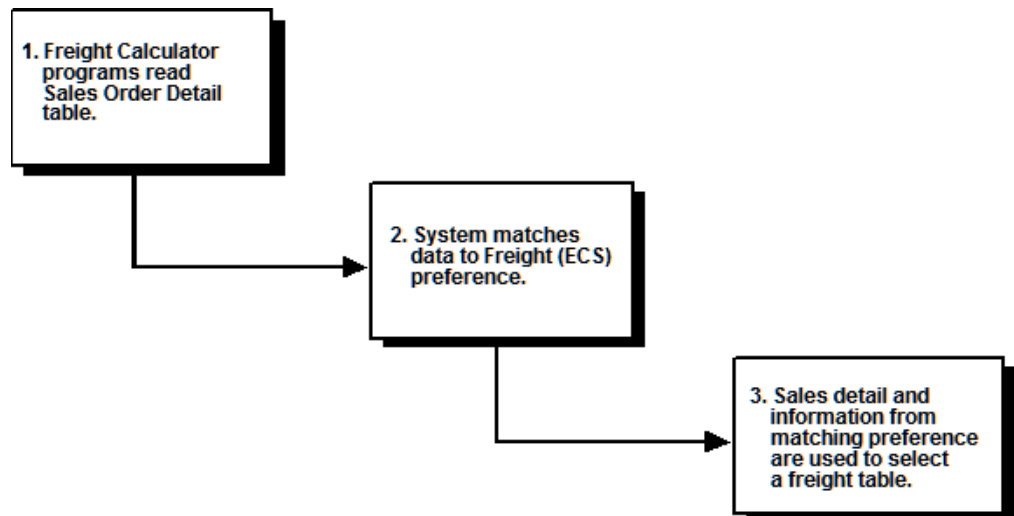 1. Freight Calculator
programs read
Sales Order Detail
table.
2. System matches
data to Freight (ECS)
preference.
3. Sales detail and
information from
matching preference
are used to select
a freight table.